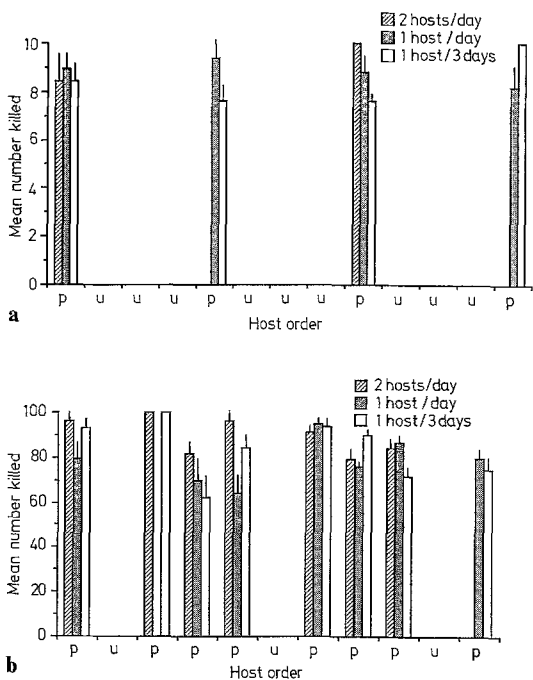 2 hosts/day
1 host /day
1 host/3 days
10
8
6
4
2
0
Mean number killed
p u u u p u u u p u u u p
Host order
a
2 hosts/day
1 host /day
1 host/3days
100
80
60
40
20
0
Mean number killed
p u p p p u p p p u p
Host order
b